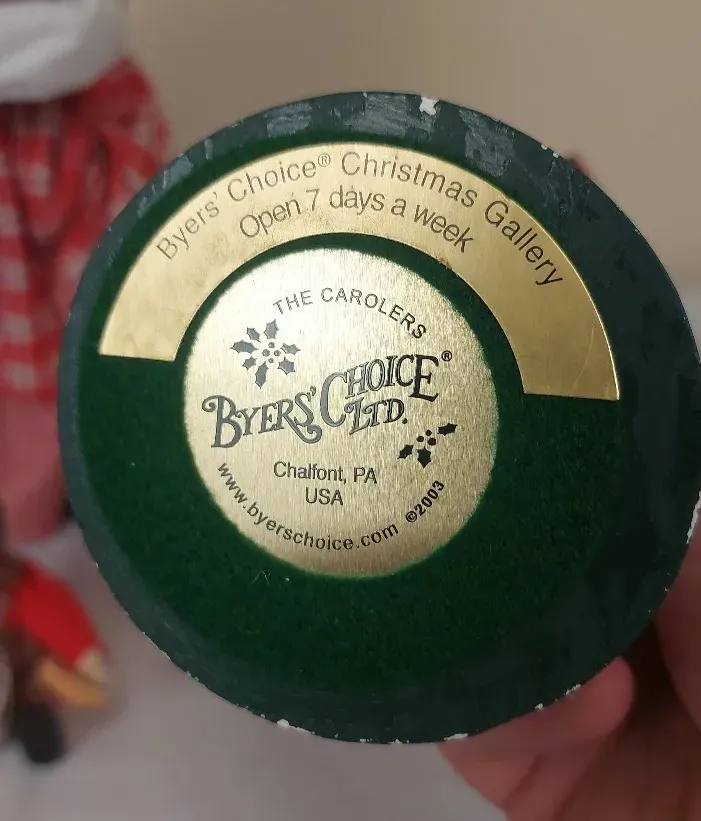 Byers' Choice® Christmas Gallery
Open 7 days a week
THE CAROLERS
BYERS' CHOICE®
LTD.
Chalfont, PA
USA
www.byerschoice.com ©2003